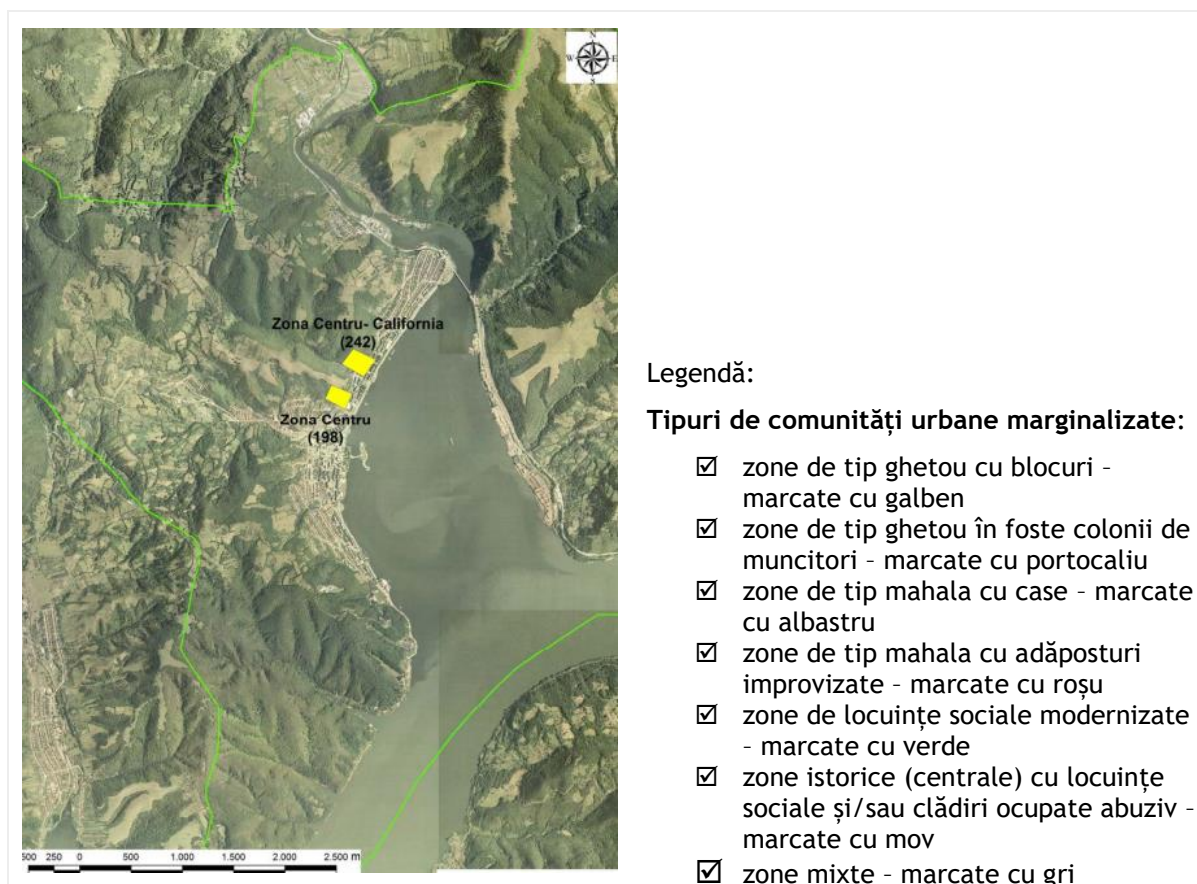 N
W E
S
Zona Centru- California
(242)
Zona Centru
(198)
500 250 0 500 1.000 1.500 2.000 2.500 m
Legendă:
Tipuri de comunități urbane marginalizate:
☑ zone de tip ghetou cu blocuri –
marcate cu galben
☑ zone de tip ghetou în foste colonii de
muncitori – marcate cu portocaliu
☑ zone de tip mahala cu case – marcate
cu albastru
☑ zone de tip mahala cu adăposturi
improvizate – marcate cu roșu
☑ zone de locuințe sociale modernizate
– marcate cu verde
☑ zone istorice (centrale) cu locuințe
sociale și/sau clădiri ocupate abuziv –
marcate cu mov
☑ zone mixte – marcate cu gri